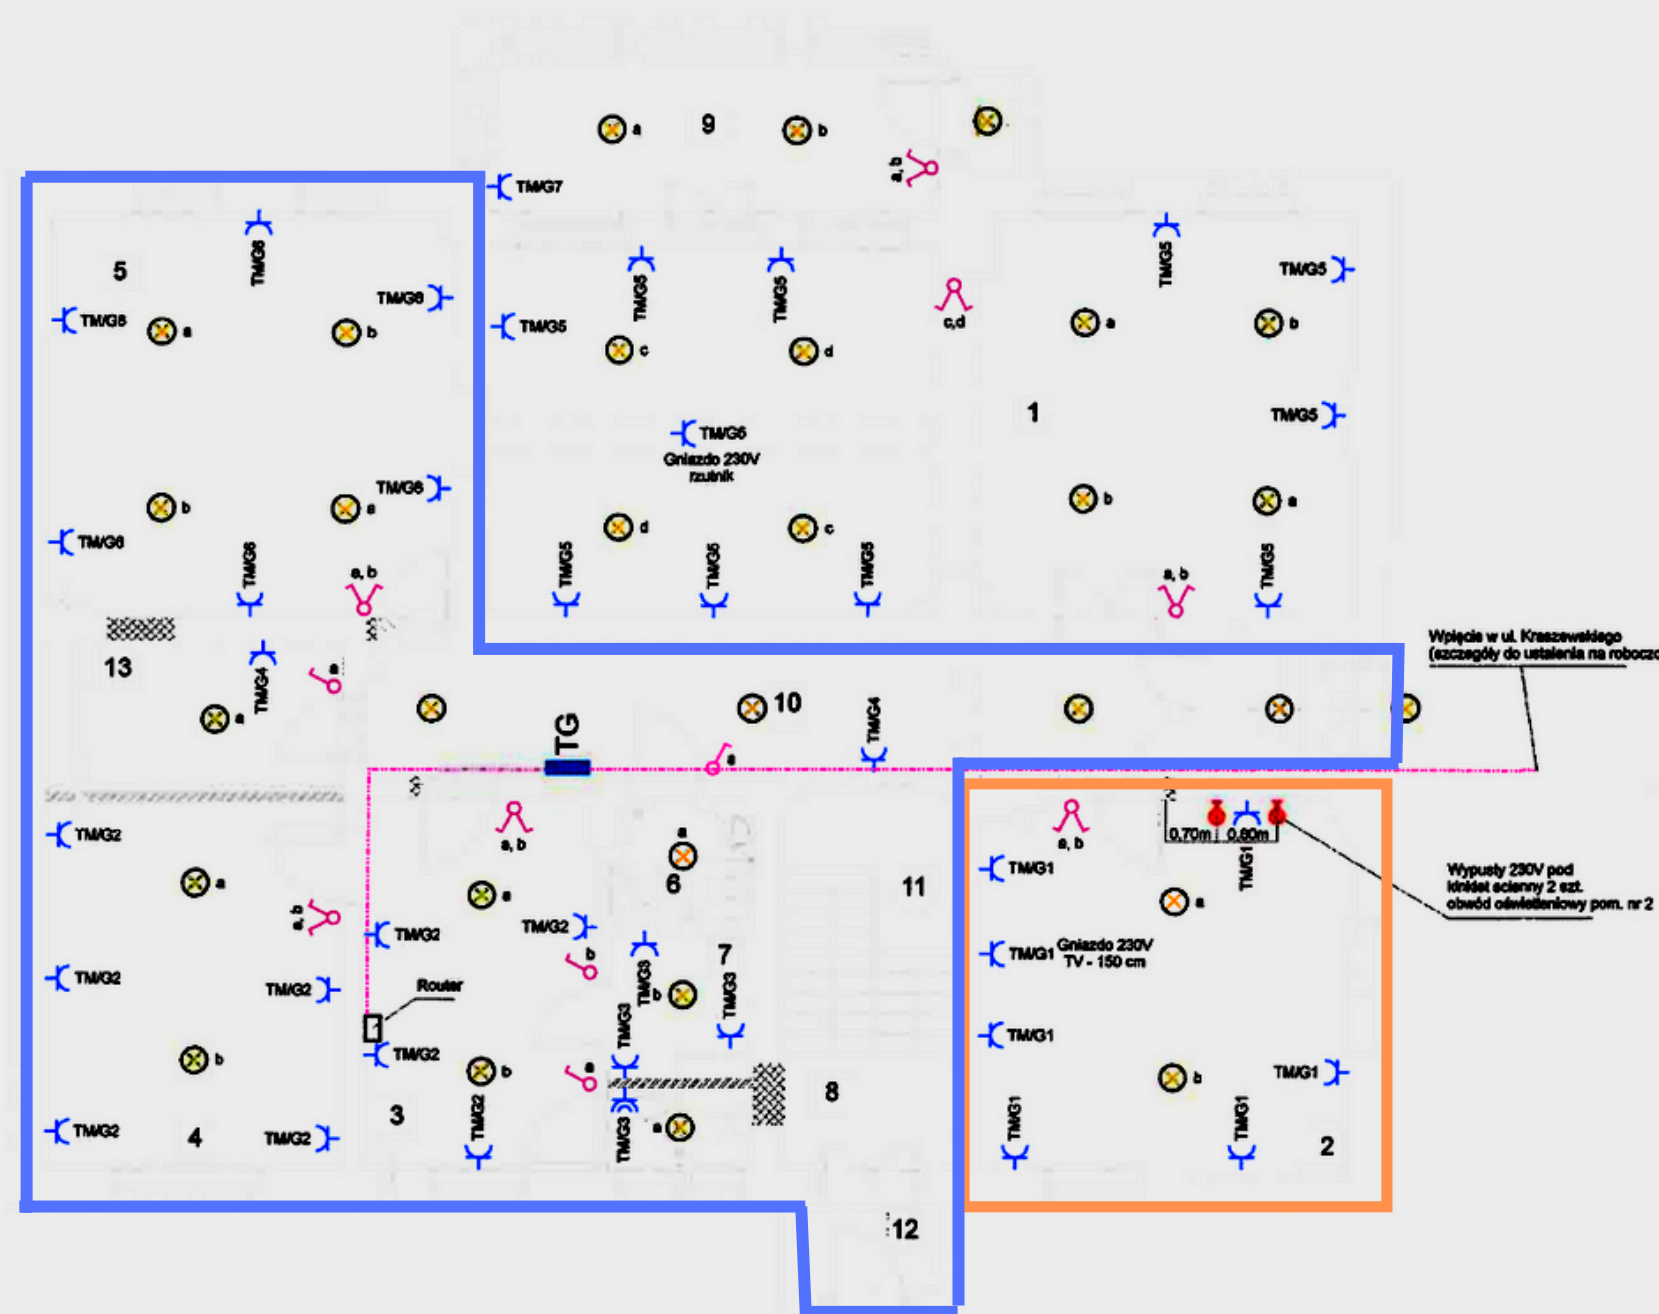 a
9
b
a, b
TM/G7
TM/G6
TM/G5
TM/G5
TM/G5
TM/G5
5
TM/G6
TM/G6
TM/G5
c,d
a
b
a
b
c
d
1
TM/G5
TM/G5
Gniazdo 230V
rzutnik
TM/G6
b
a
d
c
b
a
TM/G6
TM/G6
TM/G5
TM/G5
TM/G5
TM/G5
a, b
a, b
Wpięcie w ul. Kraszewskiego
(szczegóły do ustalenia na roboczo
13
a
TM/G4
a
10
TG
TM/G4
a
TM/G2
a, b
a
6
0,70m
0,80m
a, b
TM/G1
TM/G1
Wypusty 230V pod
kinkiet ścienny 2 szt.
obwód oświetleniowy pom. nr 2
a
a
11
a
a, b
TM/G2
TM/G2
b
7
TM/G3
TM/G3
TM/G1
Gniazdo 230V
TV - 150 cm
TM/G2
TM/G2
Router
b
TM/G3
TM/G1
TM/G2
b
b
a
8
b
TM/G1
TM/G2
4
TM/G2
3
TM/G2
TM/G3
a
TM/G1
TM/G1
2
12